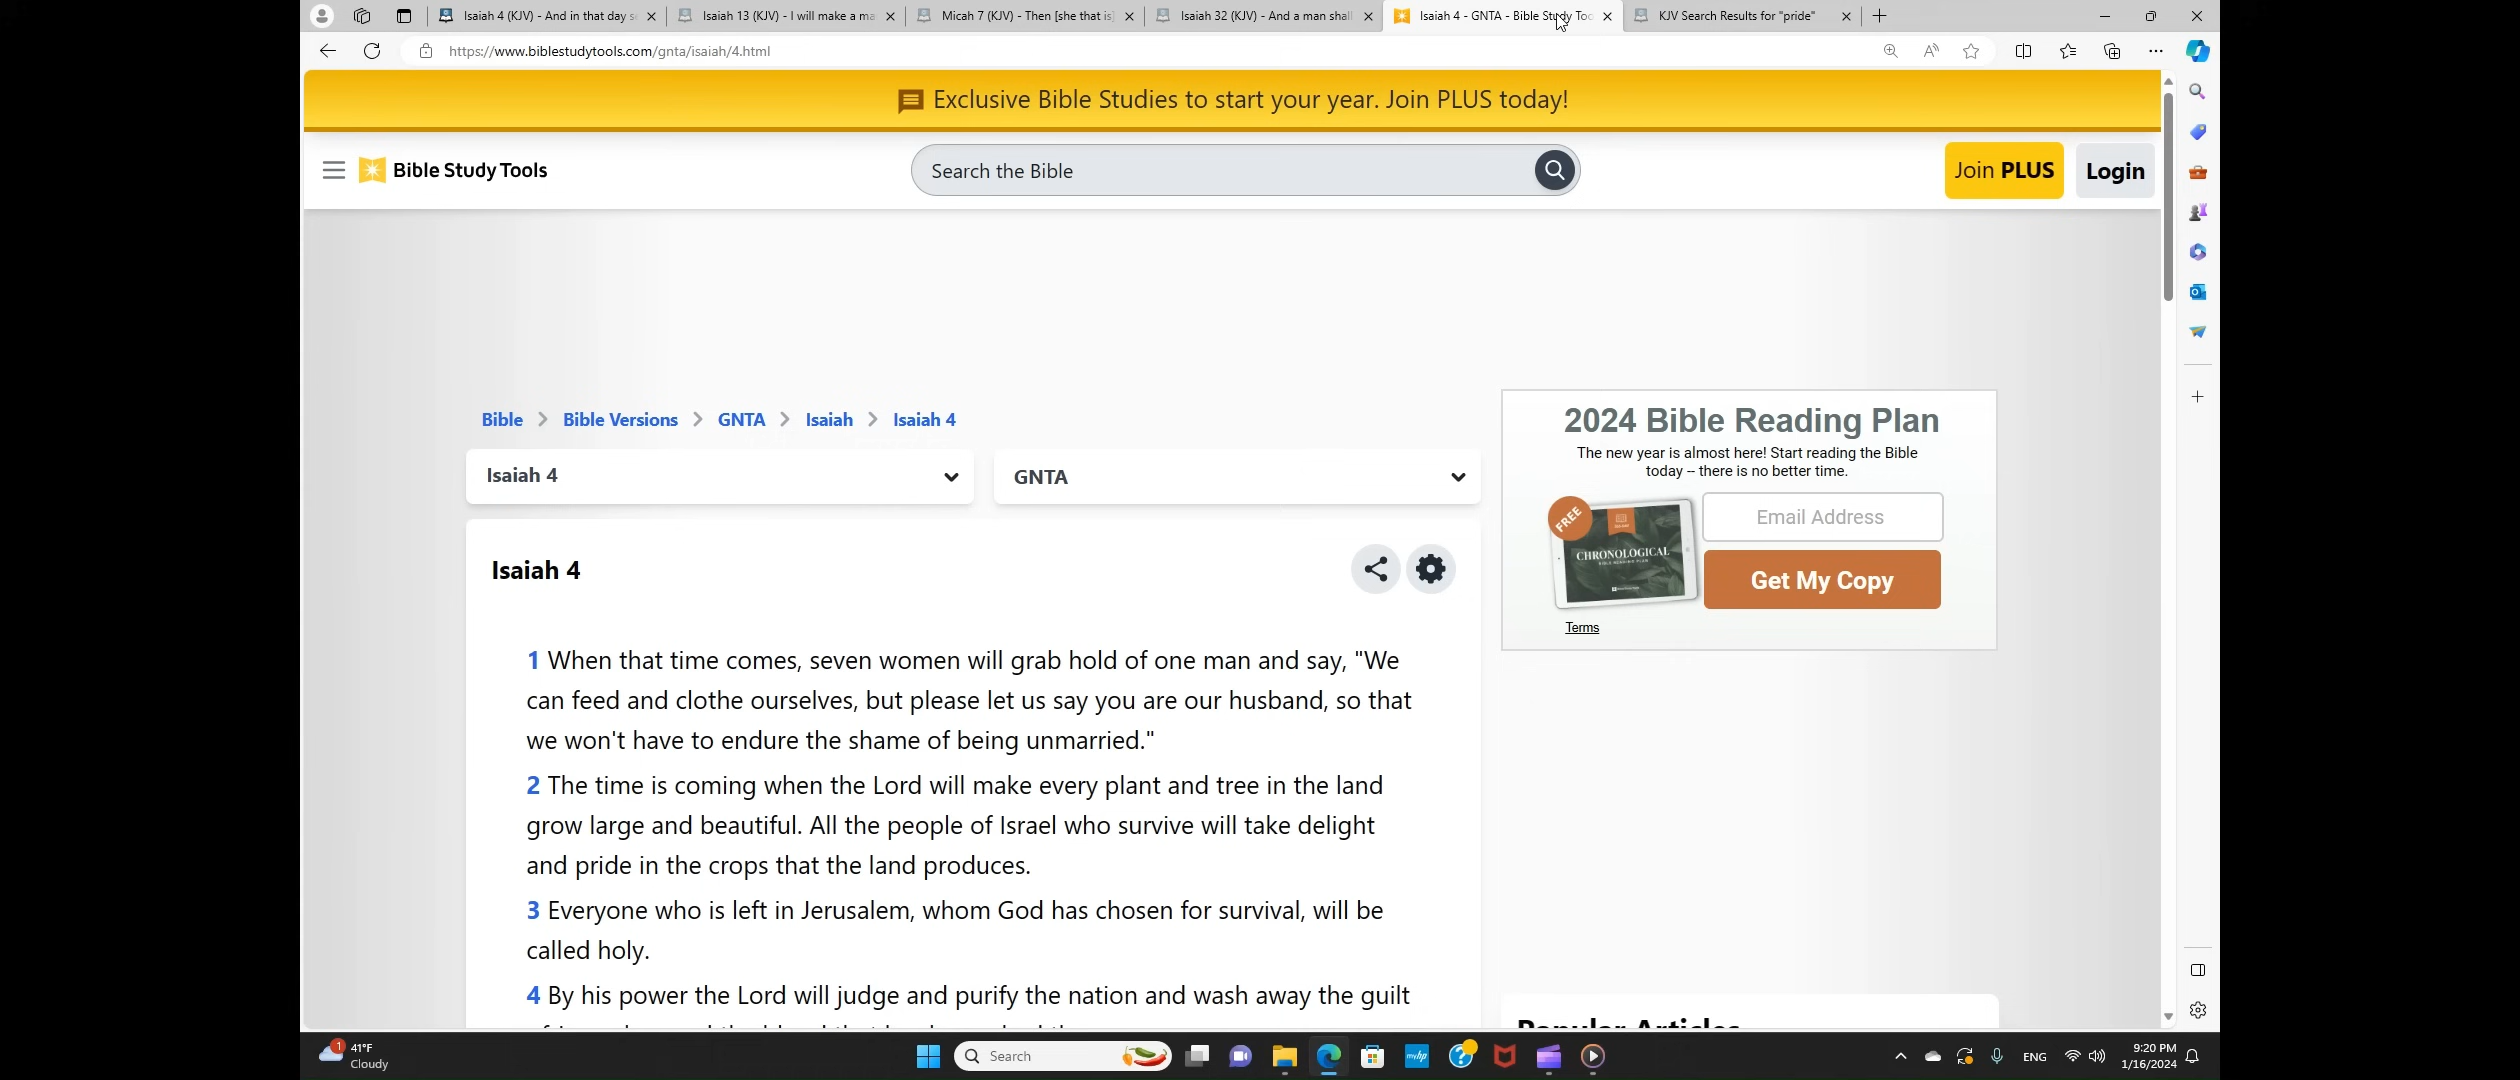 Isaiah 4 (KJV) - And in that day s
Isaiah 13 (KJV) - I will make a ma
Micah 7 (KJV) - Then [she that is]
Isaiah 32 (KJV) - And a man shall
Isaiah 4 - GNTA - Bible Study Too
KJV Search Results for "pride"
https://www.biblestudytools.com/gnta/isaiah/4.html
Exclusive Bible Studies to start your year. Join PLUS today!
Bible Study Tools
Search the Bible
Join PLUS
Login
Bible > Bible Versions > GNTA > Isaiah > Isaiah 4
Isaiah 4
GNTA
Isaiah 4
1 When that time comes, seven women will grab hold of one man and say, "We
can feed and clothe ourselves, but please let us say you are our husband, so that
we won't have to endure the shame of being unmarried."
2 The time is coming when the Lord will make every plant and tree in the land
grow large and beautiful. All the people of Israel who survive will take delight
and pride in the crops that the land produces.
3 Everyone who is left in Jerusalem, whom God has chosen for survival, will be
called holy.
4 By his power the Lord will judge and purify the nation and wash away the guilt
2024 Bible Reading Plan
The new year is almost here! Start reading the Bible
today -- there is no better time.
FREE
CHRONOLOGICAL
BIBLE READING PLAN
Email Address
Get My Copy
Terms
Popular Articles
1
41°F
Cloudy
Search
myhp
ENG
9:20 PM
1/16/2024